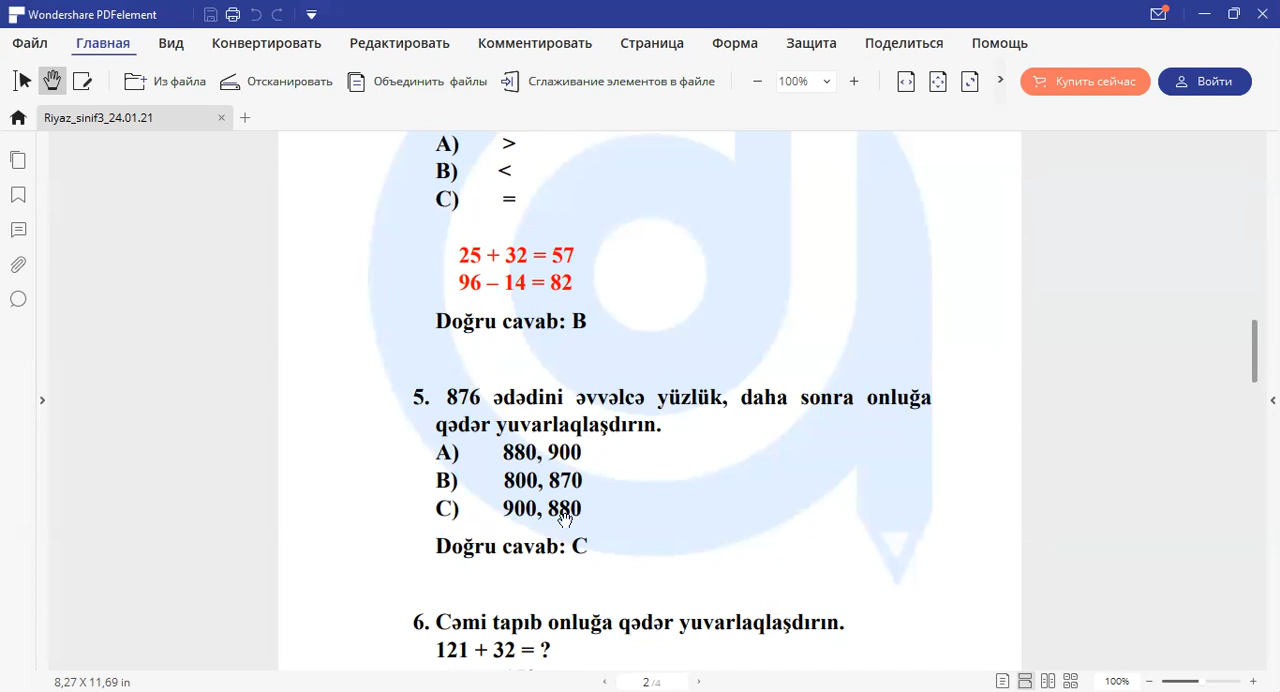 Wondershare PDFelement
Файл Главная Вид Конвертировать Редактировать Комментировать Страница Форма Защита Поделиться Помощь
Из файла Отсканировать Объединить файлы Сглаживание элементов в файле 100% Купить сейчас Войти
Riyaz_sinif3_24.01.21
A) >
B) <
C) =
25 + 32 = 57
96 – 14 = 82
Doğru cavab: B
5. 876 ədədini əvvəlcə yüzlük, daha sonra onluğa
qədər yuvarlaqlaşdırın.
A) 880, 900
B) 800, 870
C) 900, 880
Doğru cavab: C
6. Cəmi tapıb onluğa qədər yuvarlaqlaşdırın.
121 + 32 = ?
8,27 X 11,69 in 2 /4 100%